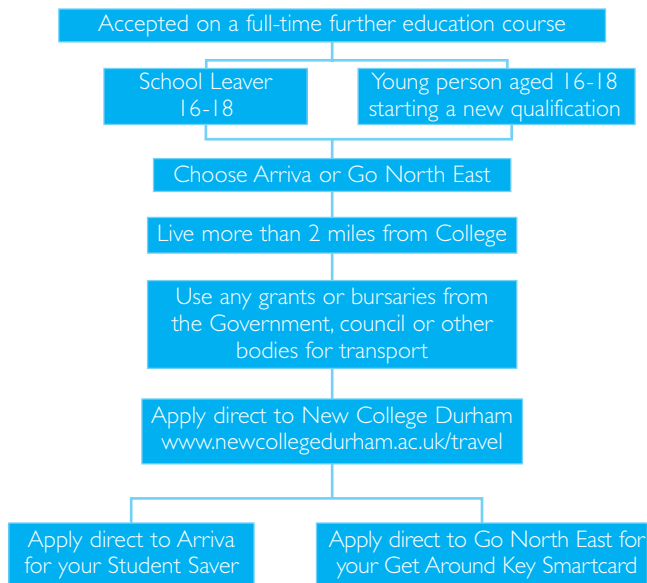 Accepted on a full-time further education course
School Leaver
16-18
Young person aged 16-18
starting a new qualification
Choose Arriva or Go North East
Live more than 2 miles from College
Use any grants or bursaries from
the Government, council or other
bodies for transport
Apply direct to New College Durham
www.newcollegedurham.ac.uk/travel
Apply direct to Arriva
for your Student Saver
Apply direct to Go North East for
your Get Around Key Smartcard